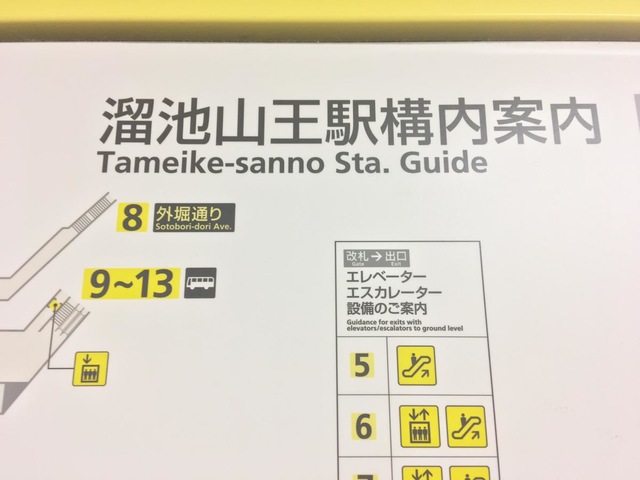 溜池山王駅構内案内
Tameike-sanno Sta. Guide
8 外堀通り
Sotobori-dori Ave.
9~13
改札→出口
Gate Exit
エレベーター
エスカレーター
設備のご案内
Guidance for exits with
elevators/escalators to ground level
5
6
7